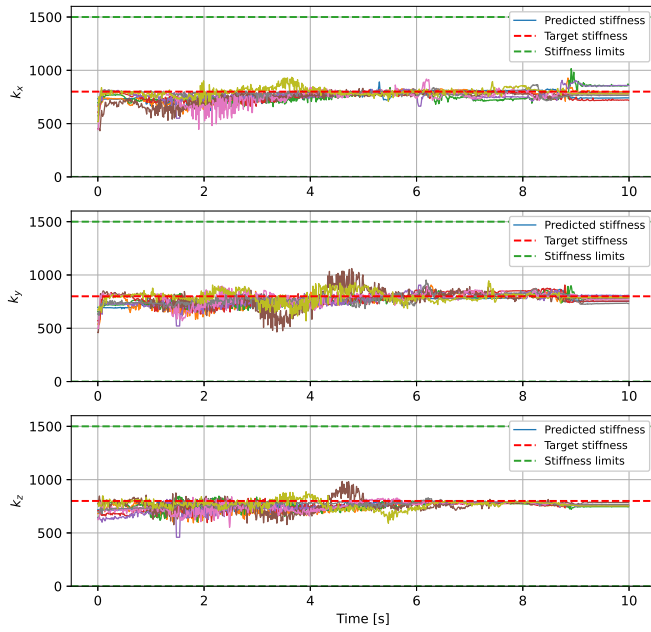 1500
1000
500
0
k_x
0
2
4
6
8
10
Predicted stiffness
Target stiffness
Stiffness limits
1500
1000
500
0
k_y
0
2
4
6
8
10
Predicted stiffness
Target stiffness
Stiffness limits
1500
1000
500
0
k_z
0
2
4
6
8
10
Predicted stiffness
Target stiffness
Stiffness limits
Time [s]